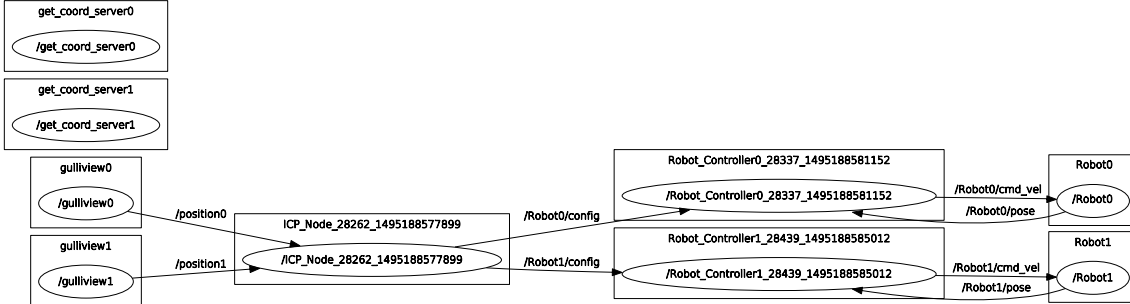 get_coord_server0
/get_coord_server0
get_coord_server1
/get_coord_server1
gulliview0
/gulliview0
/position0
gulliview1
/gulliview1
/position1
ICP_Node_28262_1495188577899
/ICP_Node_28262_1495188577899
/Robot0/config
/Robot1/config
Robot_Controller0_28337_1495188581152
/Robot_Controller0_28337_1495188581152
/Robot0/cmd_vel
/Robot0/pose
Robot0
/Robot0
Robot_Controller1_28439_1495188585012
/Robot_Controller1_28439_1495188585012
/Robot1/cmd_vel
/Robot1/pose
Robot1
/Robot1